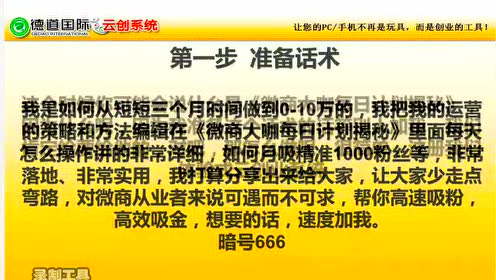 德道国际 云创系统
让您的PC/手机不再是玩具，而是创业的工具！
第一步 准备话术
我是如何从短短三个月时间做到0-10万的，我把我的运营
的策略和方法编辑在《微商大咖每日计划揭秘》里面每天
怎么操作讲的非常详细，如何月吸精准1000粉丝等，非常
落地、非常实用，我打算分享出来给大家，让大家少走点
弯路，对微商从业者来说可遇而不可求，帮你高速吸粉，
高效吸金，想要的话，速度加我。
暗号666
录制工具